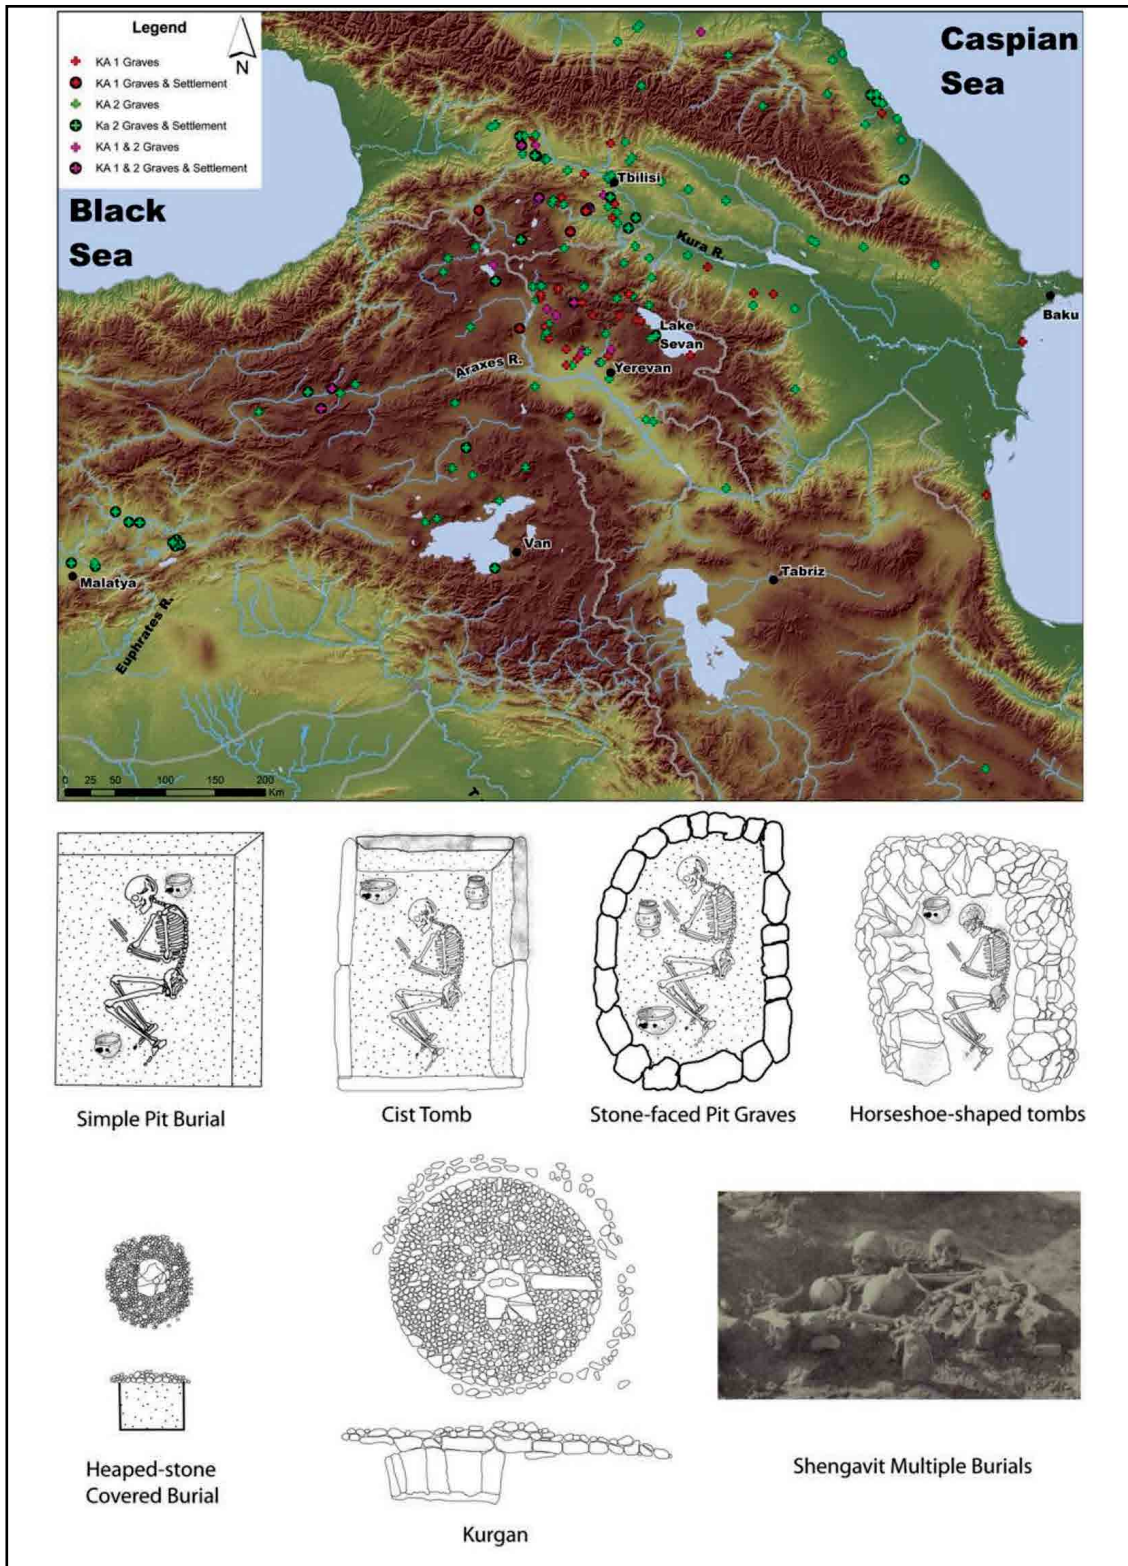 Legend
KA 1 Graves
KA 1 Graves & Settlement
KA 2 Graves
Ka 2 Graves & Settlement
KA 1 & 2 Graves
KA 1 & 2 Graves & Settlement
N
Caspian
Sea
Black
Sea
Tbilisi
Kura R.
Baku
Lake
Sevan
Yerevan
Araxes R.
Van
Malatya
Tabriz
Euphrates R.
0 25 50 100 150 200
Km
T
Simple Pit Burial
Cist Tomb
Stone-faced Pit Graves
Horseshoe-shaped tombs
Heaped-stone
Covered Burial
Kurgan
Shengavit Multiple Burials